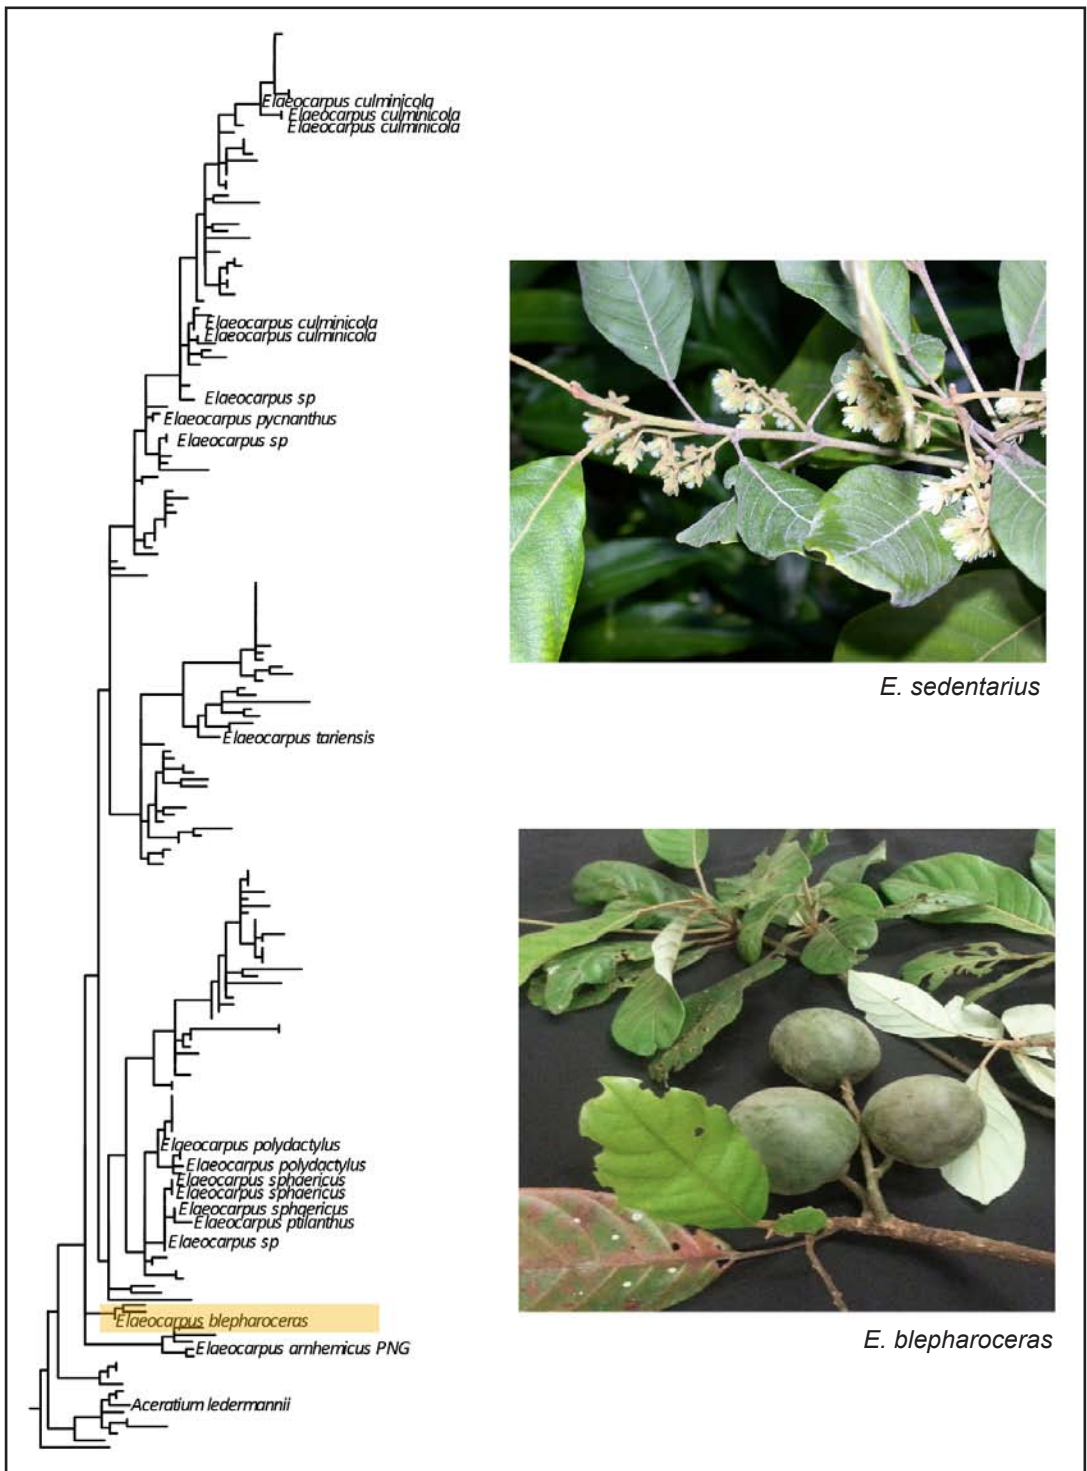 Elaeocarpus culminicola
Elaeocarpus culminicola
Elaeocarpus culminicola
Elaeocarpus culminicola
Elaeocarpus culminicola
Elaeocarpus sp
Elaeocarpus pycnanthus
Elaeocarpus sp
E. sedentarius
Elaeocarpus tariensis
Elaeocarpus polydactylus
Elaeocarpus polydactylus
Elaeocarpus sphaericus
Elaeocarpus sphaericus
Elaeocarpus sphaericus
Elaeocarpus ptilanthus
Elaeocarpus sp
Elaeocarpus blepharoceras
E. blepharoceras
Elaeocarpus arnhemicus PNG
Aceratium ledermannii